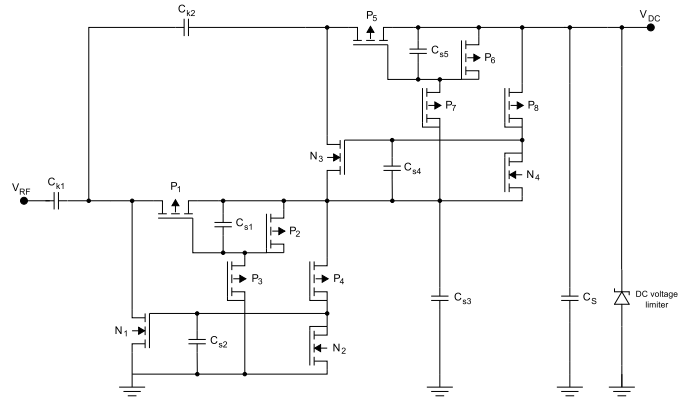 C_k2
P_5
V_DC
C_s5
P_6
P_7
P_8
N_3
C_s4
N_4
V_RF
C_k1
P_1
C_s1
P_2
P_3
P_4
C_s3
C_S
DC voltage
limiter
N_1
C_s2
N_2